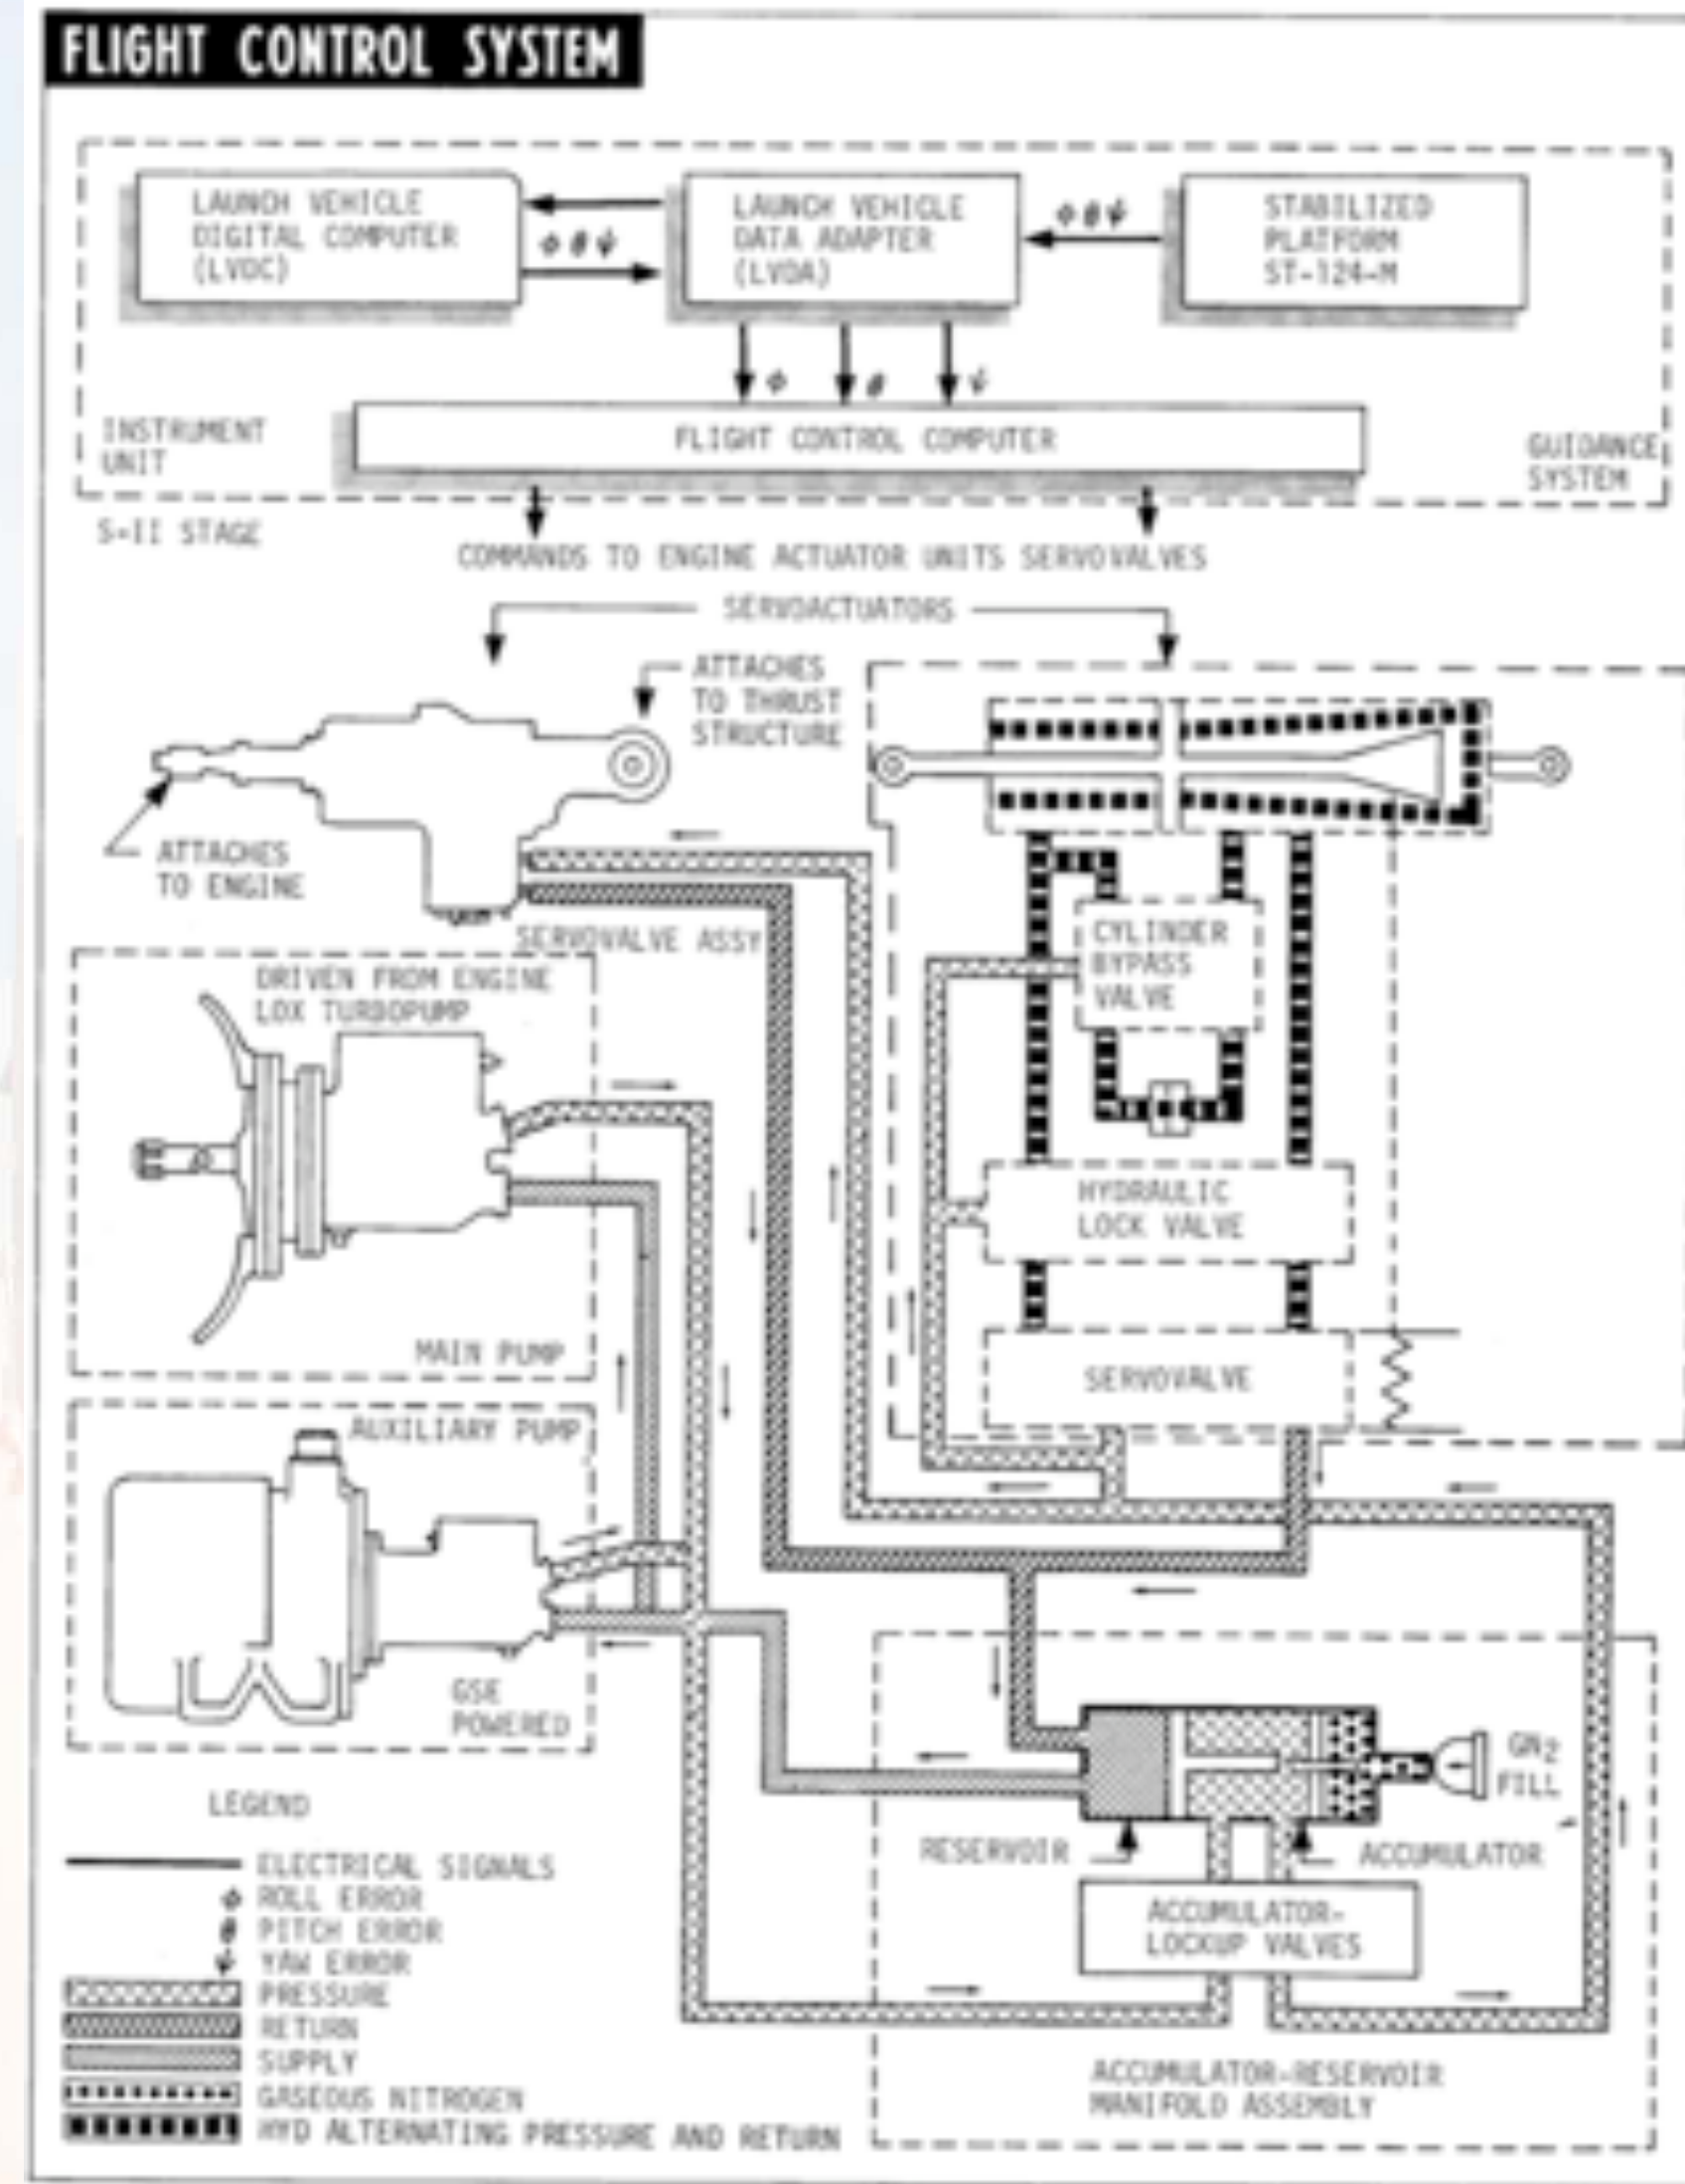 FLIGHT CONTROL SYSTEM
LAUNCH VEHICLE
DIGITAL COMPUTER
(LVDC)
ϕ θ ψ
LAUNCH VEHICLE
DATA ADAPTER
(LVDA)
ϕ θ ψ
STABILIZED
PLATFORM
ST-124-M
ϕ
θ
ψ
INSTRUMENT
UNIT
FLIGHT CONTROL COMPUTER
GUIDANCE
SYSTEM
S-II STAGE
COMMANDS TO ENGINE ACTUATOR UNITS SERVOVALVES
SERVOACTUATORS
ATTACHES
TO THRUST
STRUCTURE
ATTACHES
TO ENGINE
SERVOVALVE ASSY
CYLINDER
BYPASS
VALVE
DRIVEN FROM ENGINE
LOX TURBOPUMP
HYDRAULIC
LOCK VALVE
MAIN PUMP
SERVOVALVE
AUXILIARY PUMP
GSE
POWERED
GN2
FILL
RESERVOIR
ACCUMULATOR
ACCUMULATOR-
LOCKUP VALVES
ACCUMULATOR-RESERVOIR
MANIFOLD ASSEMBLY
LEGEND
ELECTRICAL SIGNALS
ϕ ROLL ERROR
θ PITCH ERROR
ψ YAW ERROR
PRESSURE
RETURN
SUPPLY
GASEOUS NITROGEN
HYD ALTERNATING PRESSURE AND RETURN